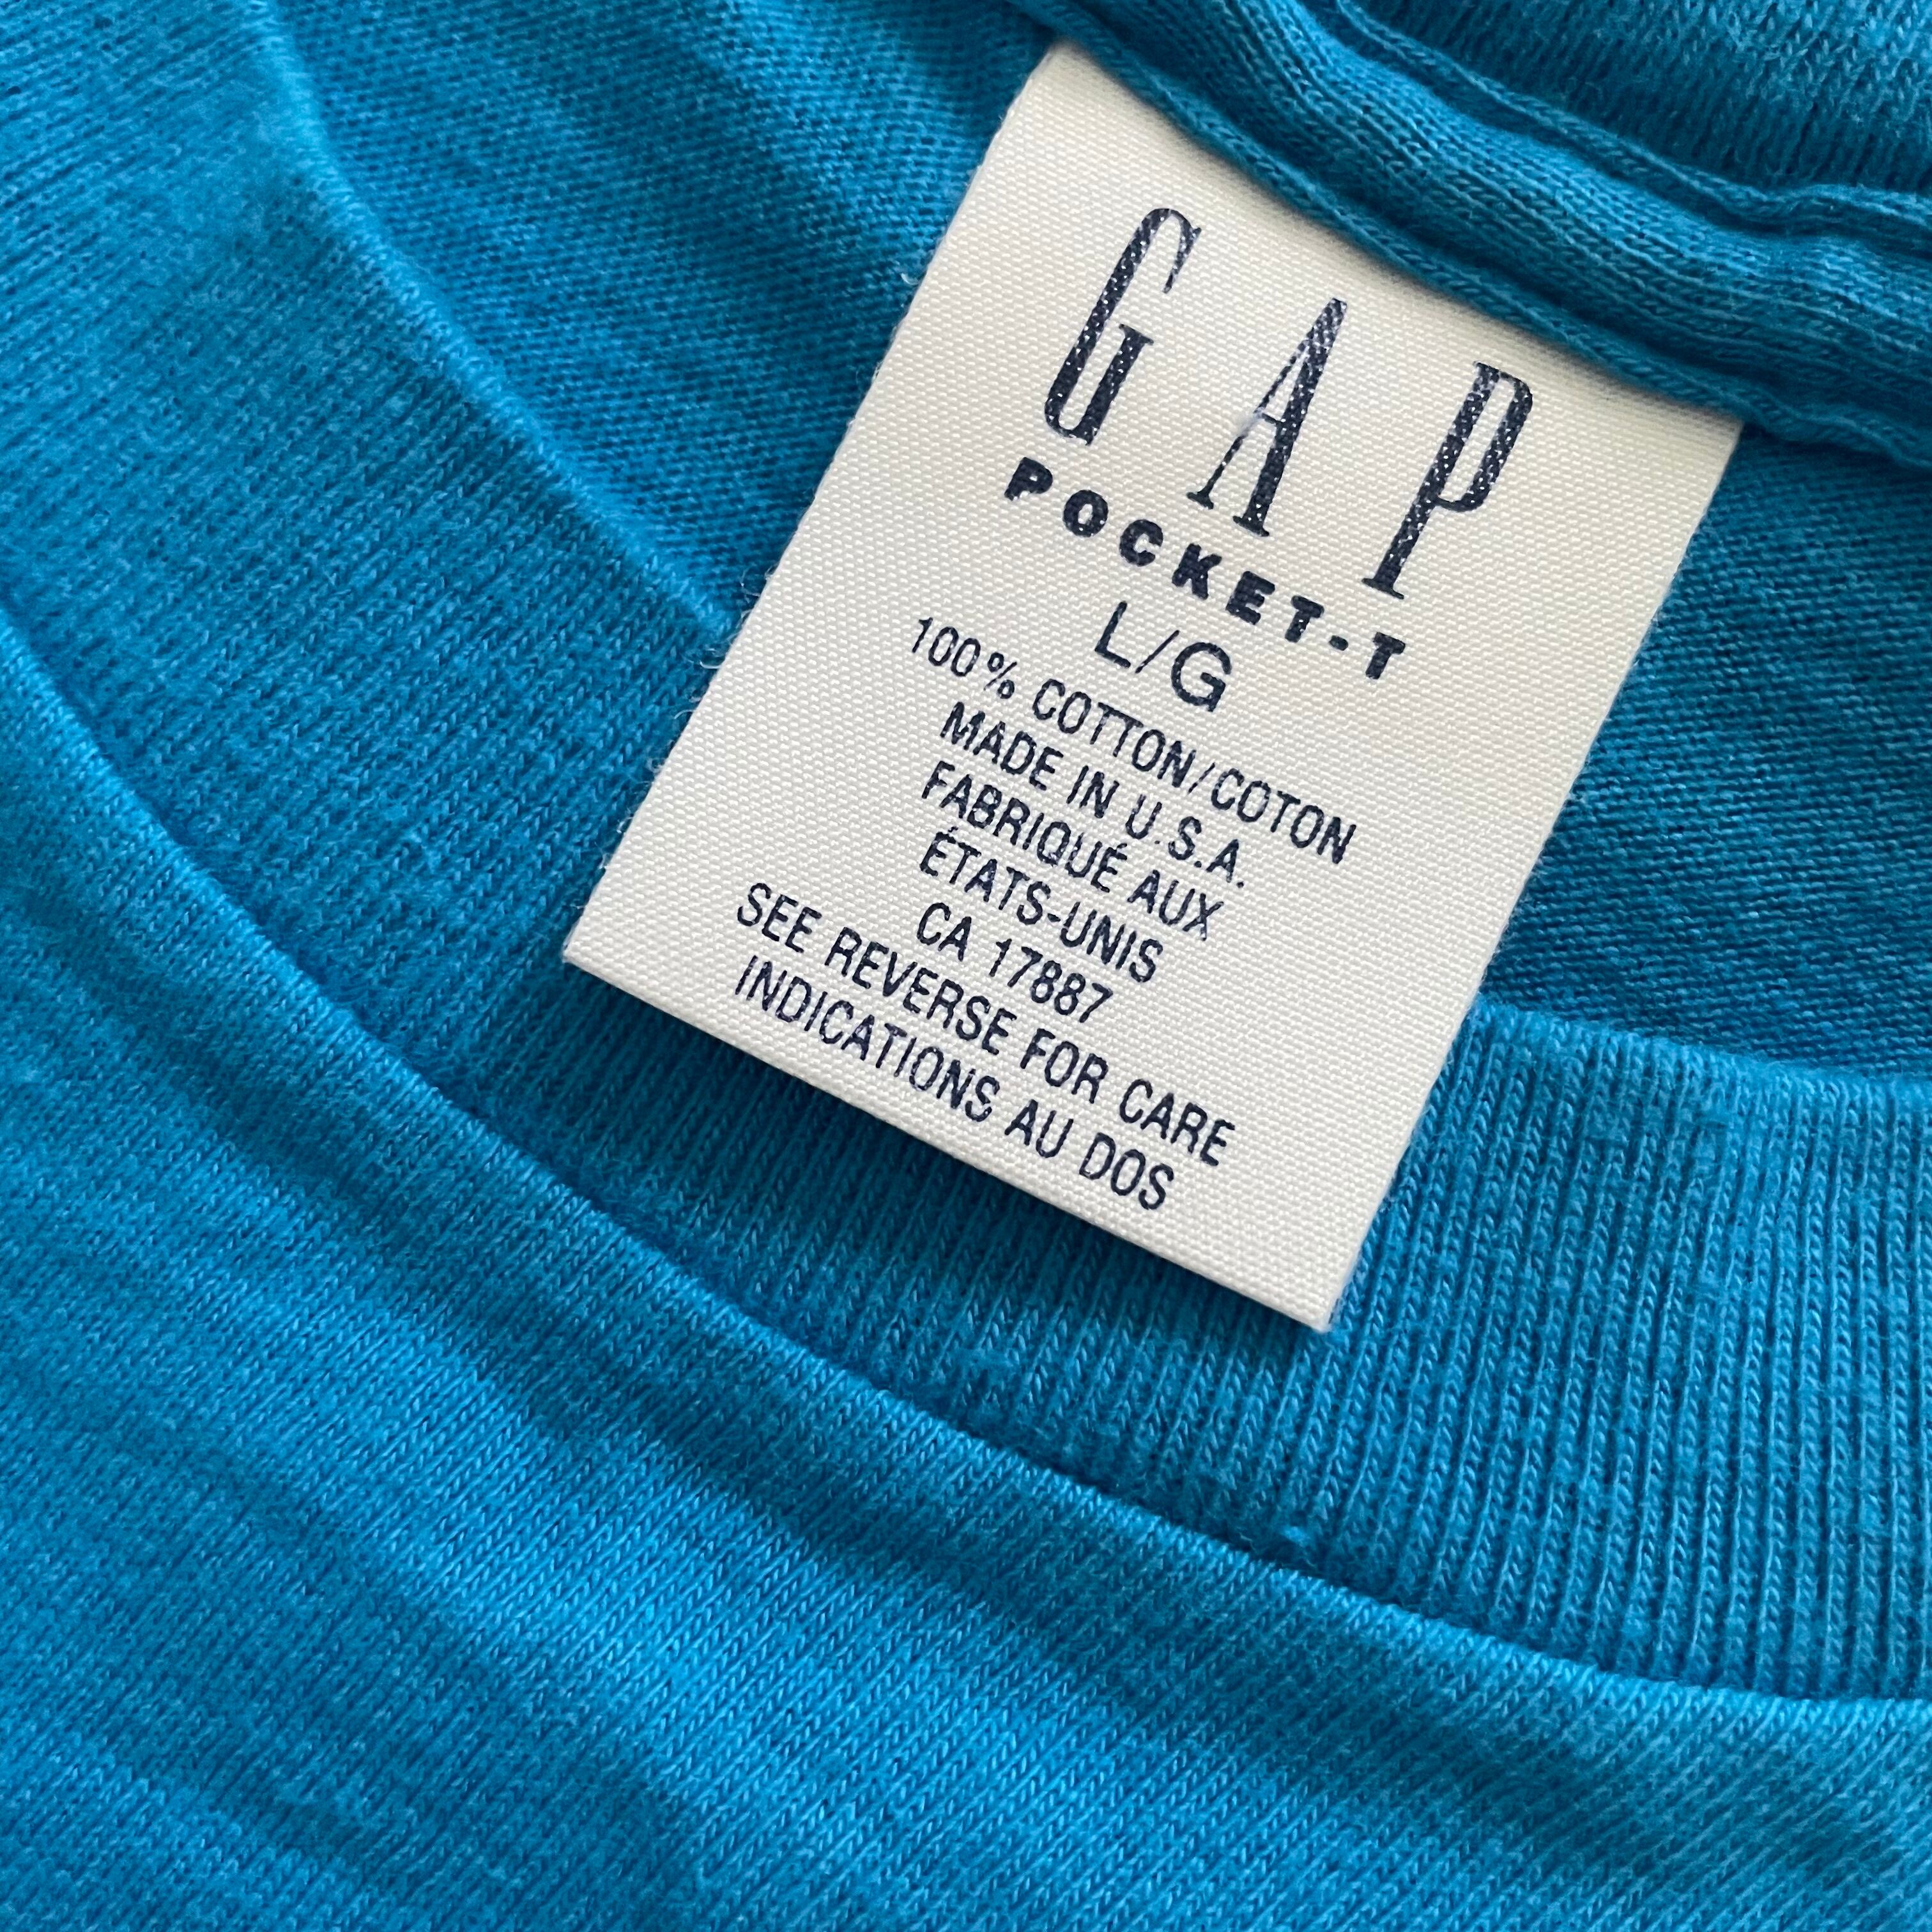 GAP
POCKET-T
L/G
100% COTTON/COTON
MADE IN U.S.A.
FABRIQUÉ AUX
ÉTATS-UNIS
CA 17887
SEE REVERSE FOR CARE
INDICATIONS AU DOS